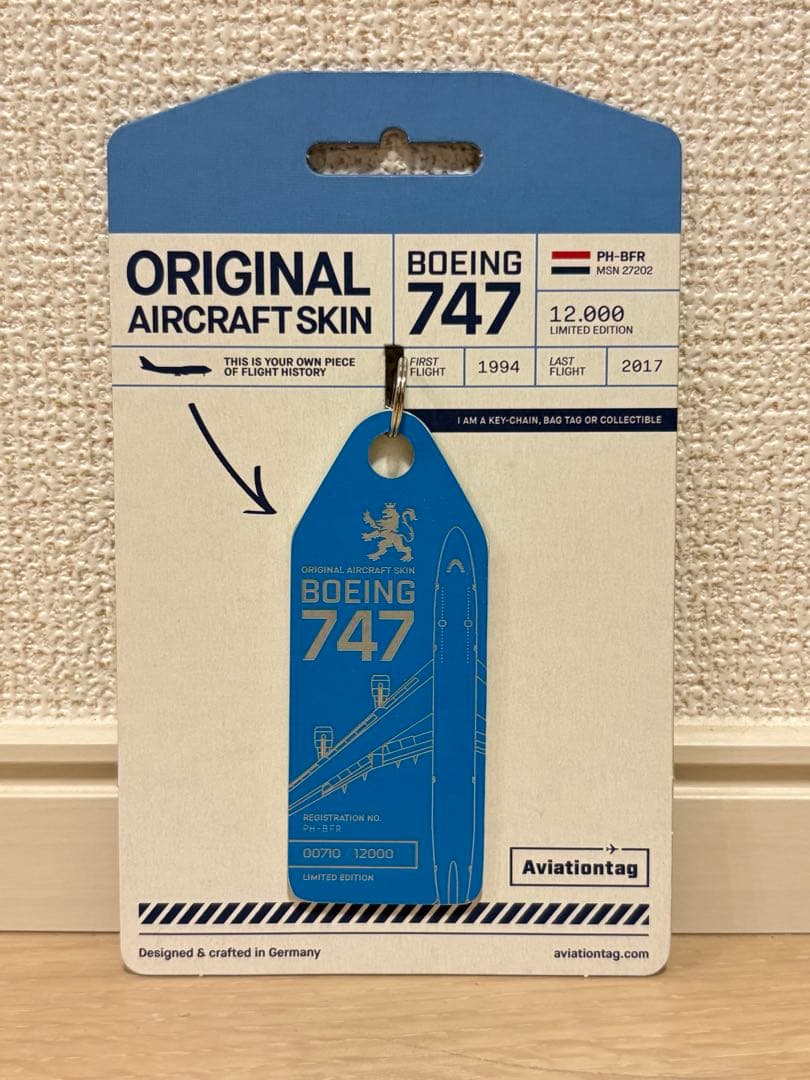 ORIGINAL
AIRCRAFT SKIN
BOEING
747
PH-BFR
MSN 27202
12.000
LIMITED EDITION
THIS IS YOUR OWN PIECE
OF FLIGHT HISTORY
FIRST
FLIGHT
1994
LAST
FLIGHT
2017
I AM A KEY-CHAIN, BAG TAG OR COLLECTIBLE
ORIGINAL AIRCRAFT SKIN
BOEING
747
REGISTRATION NO.
PH-BFR
00710 12000
LIMITED EDITION
Aviationtag
Designed & crafted in Germany
aviationtag.com